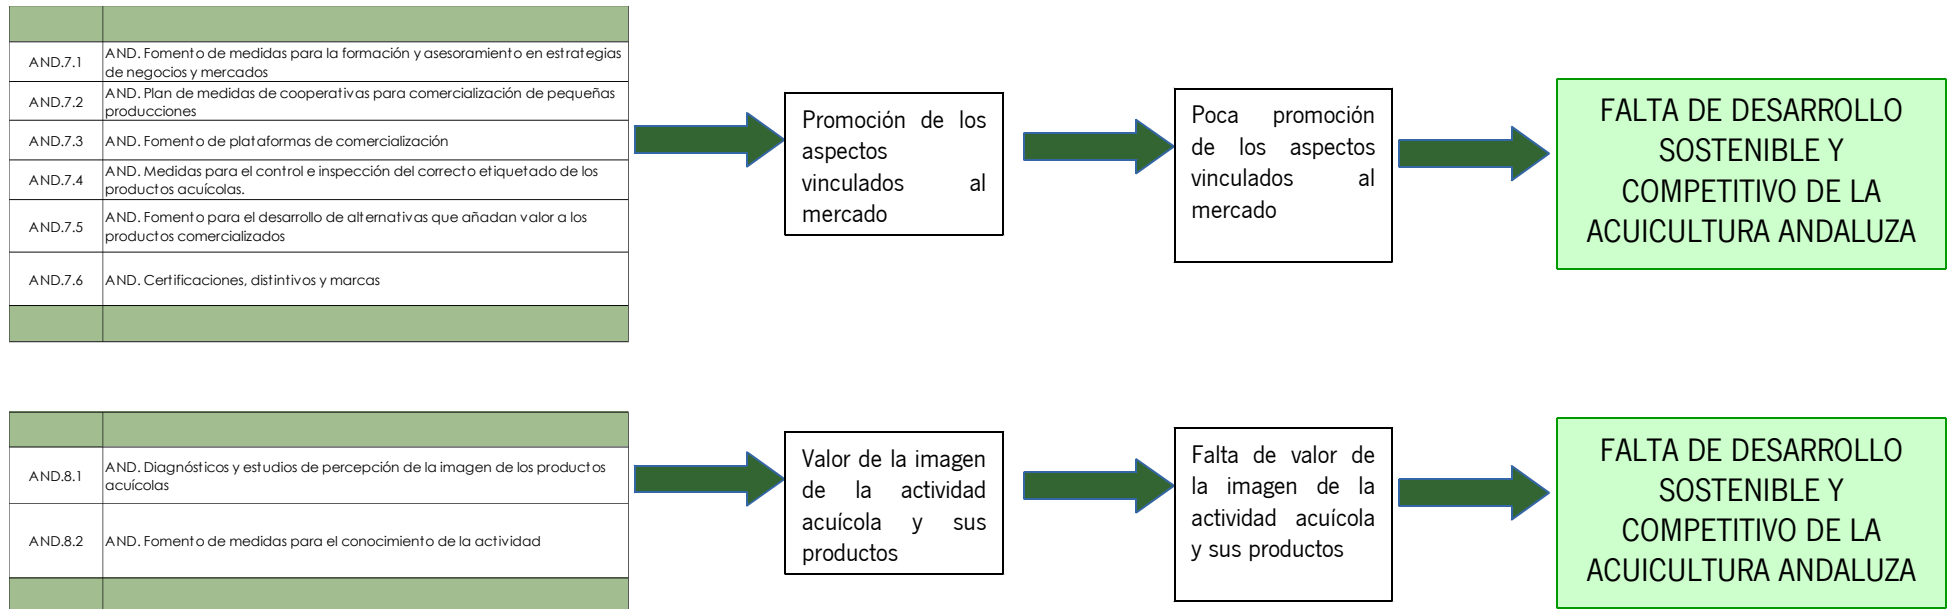 AND.7.1
AND. Fomento de medidas para la formación y asesoramiento en estrategias
de negocios y mercados
AND.7.2
AND. Plan de medidas de cooperativas para comercialización de pequeñas
producciones
AND.7.3
AND. Fomento de plataformas de comercialización
AND.7.4
AND. Medidas para el control e inspección del correcto etiquetado de los
productos acuícolas.
AND.7.5
AND. Fomento para el desarrollo de alternativas que añadan valor a los
productos comercializados
AND.7.6
AND. Certificaciones, distintivos y marcas
Promoción de los
aspectos
vinculados al
mercado
Poca promoción
de los aspectos
vinculados al
mercado
FALTA DE DESARROLLO
SOSTENIBLE Y
COMPETITIVO DE LA
ACUICULTURA ANDALUZA
AND.8.1
AND. Diagnósticos y estudios de percepción de la imagen de los productos
acuícolas
AND.8.2
AND. Fomento de medidas para el conocimiento de la actividad
Valor de la imagen
de la actividad
acuícola y sus
productos
Falta de valor de
la imagen de la
actividad acuícola
y sus productos
FALTA DE DESARROLLO
SOSTENIBLE Y
COMPETITIVO DE LA
ACUICULTURA ANDALUZA